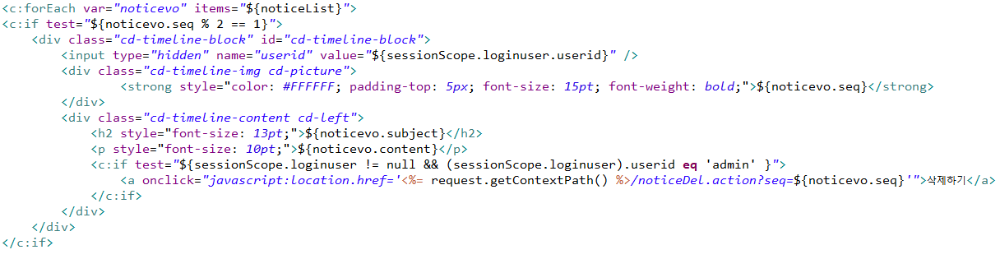 <c:forEach var="noticevo" items="${noticeList}">
<c:if test="${noticevo.seq % 2 == 1}">
<div class="cd-timeline-block" id="cd-timeline-block">
<input type="hidden" name="userid" value="${sessionScope.loginuser.userid}" />
<div class="cd-timeline-img cd-picture">
<strong style="color: #FFFFFF; padding-top: 5px; font-size: 15pt; font-weight: bold;">${noticevo.seq}</strong>
</div>
<div class="cd-timeline-content cd-left">
<h2 style="font-size: 13pt;">${noticevo.subject}</h2>
<p style="font-size: 10pt;">${noticevo.content}</p>
<c:if test="${sessionScope.loginuser != null && (sessionScope.loginuser).userid eq 'admin' }">
<a onclick="javascript:location.href='<%= request.getContextPath() %>/noticeDel.action?seq=${noticevo.seq}'">삭제하기</a>
</c:if>
</div>
</div>
</c:if>